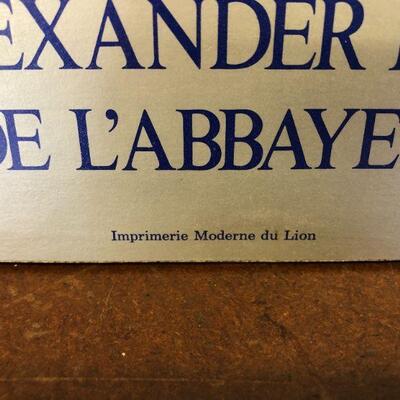 EXANDER
DE L'ABBAYE
Imprimerie Moderne du Lion